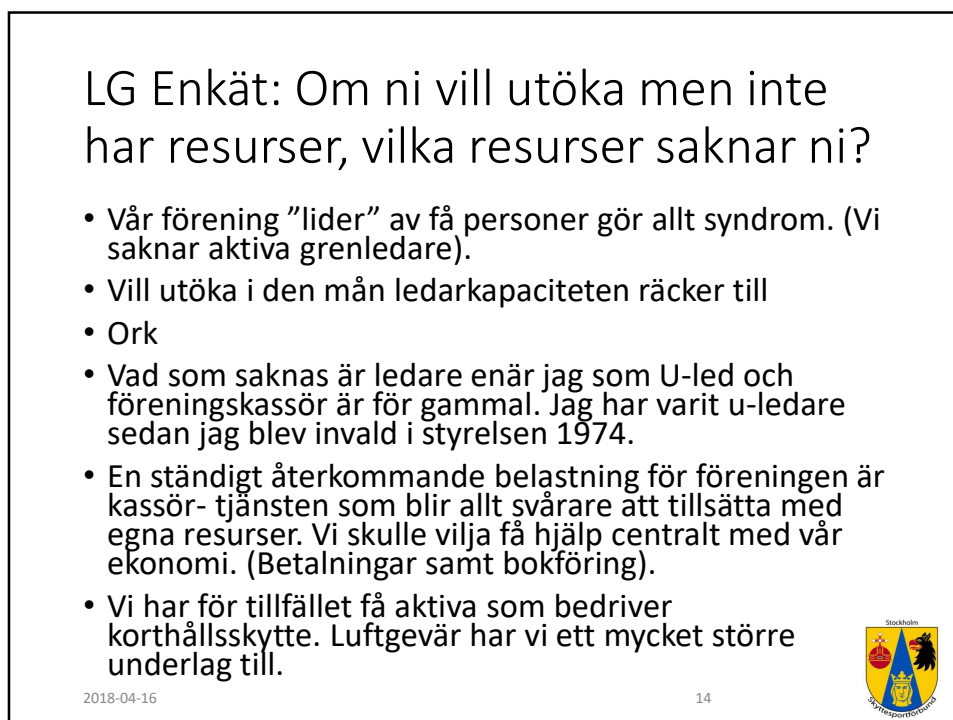 LG Enkät: Om ni vill utöka men inte
har resurser, vilka resurser saknar ni?
• Vår förening ”lider” av få personer gör allt syndrom. (Vi
saknar aktiva grenledare).
• Vill utöka i den mån ledarkapaciteten räcker till
• Ork
• Vad som saknas är ledare enär jag som U-led och
föreningskassör är för gammal. Jag har varit u-ledare
sedan jag blev invald i styrelsen 1974.
• En ständigt återkommande belastning för föreningen är
kassör- tjänsten som blir allt svårare att tillsätta med
egna resurser. Vi skulle vilja få hjälp centralt med vår
ekonomi. (Betalningar samt bokföring).
• Vi har för tillfället få aktiva som bedriver
korthållsskytte. Luftgevär har vi ett mycket större
underlag till.
2018-04-16
14
Stockholm
Skyttesportförbund